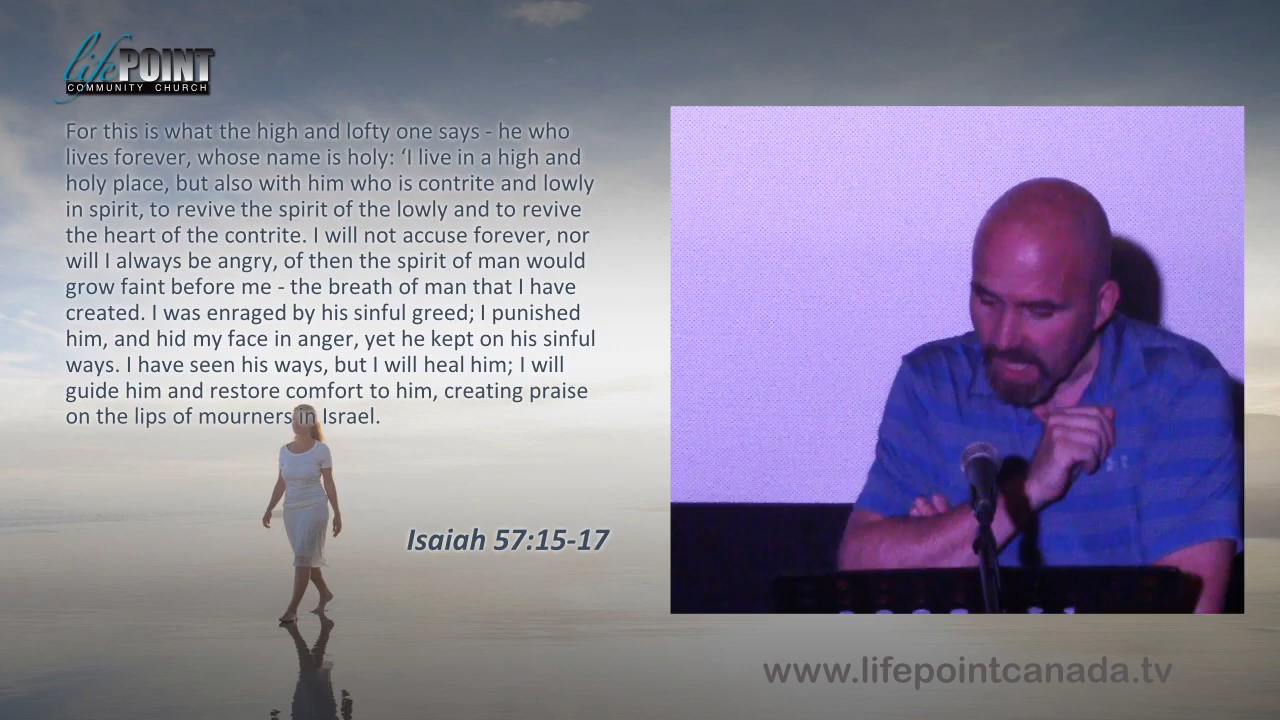 life POINT
COMMUNITY CHURCH
For this is what the high and lofty one says - he who
lives forever, whose name is holy: ‘I live in a high and
holy place, but also with him who is contrite and lowly
in spirit, to revive the spirit of the lowly and to revive
the heart of the contrite. I will not accuse forever, nor
will I always be angry, of then the spirit of man would
grow faint before me - the breath of man that I have
created. I was enraged by his sinful greed; I punished
him, and hid my face in anger, yet he kept on his sinful
ways. I have seen his ways, but I will heal him; I will
guide him and restore comfort to him, creating praise
on the lips of mourners in Israel.
Isaiah 57:15-17
www.lifepointcanada.tv